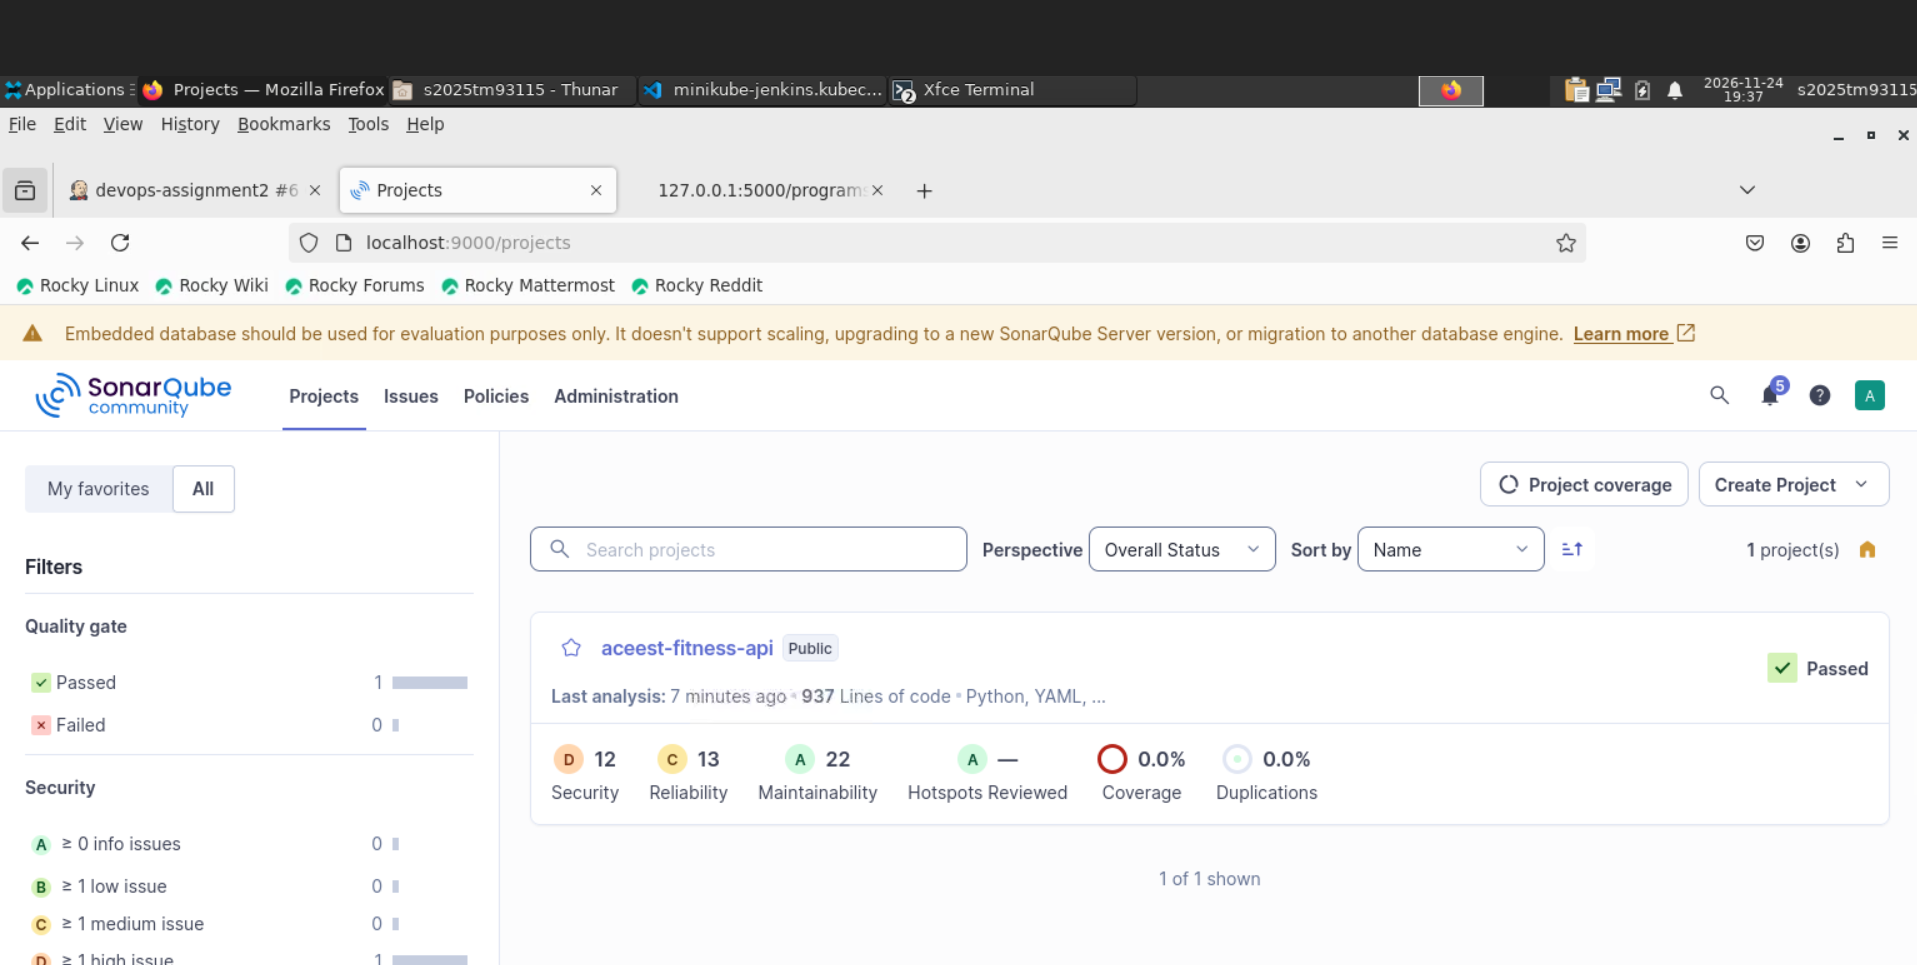 Applications Projects — Mozilla Firefox s2025tm93115 - Thunar minikube-jenkins.kubec... Xfce Terminal 2026-11-24 19:37 s2025tm93115
File Edit View History Bookmarks Tools Help
devops-assignment2 #6 Projects 127.0.0.1:5000/programs
localhost:9000/projects
Rocky Linux Rocky Wiki Rocky Forums Rocky Mattermost Rocky Reddit
Embedded database should be used for evaluation purposes only. It doesn't support scaling, upgrading to a new SonarQube Server version, or migration to another database engine. Learn more
SonarQube community Projects Issues Policies Administration 5 ? A
My favorites All
Project coverage Create Project
Search projects Perspective Overall Status Sort by Name 1 project(s)
Filters
Quality gate
Passed 1
Failed 0
Security
A ≥ 0 info issues 0
B ≥ 1 low issue 0
C ≥ 1 medium issue 0
D ≥ 1 high issue 1
aceest-fitness-api Public
Passed
Last analysis: 7 minutes ago • 937 Lines of code • Python, YAML, ...
D 12 C 13 A 22 A — 0.0% 0.0%
Security Reliability Maintainability Hotspots Reviewed Coverage Duplications
1 of 1 shown